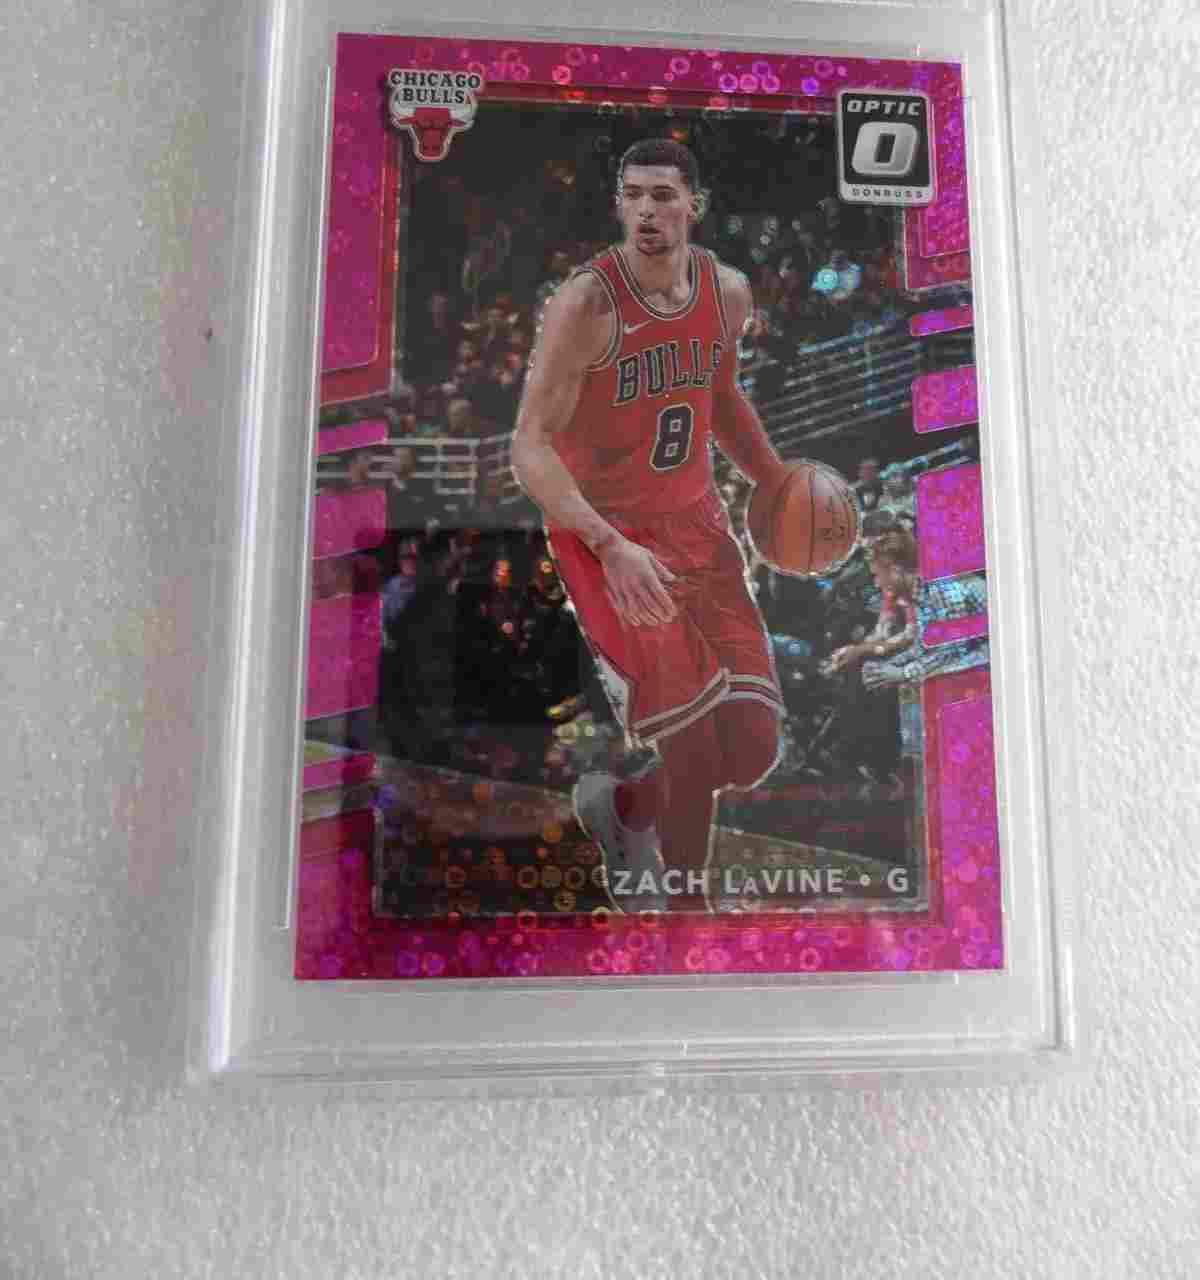 CHICAGO
BULLS
OPTIC
O
DONRUSS
BULLS
8
ZACH LAVINE • G